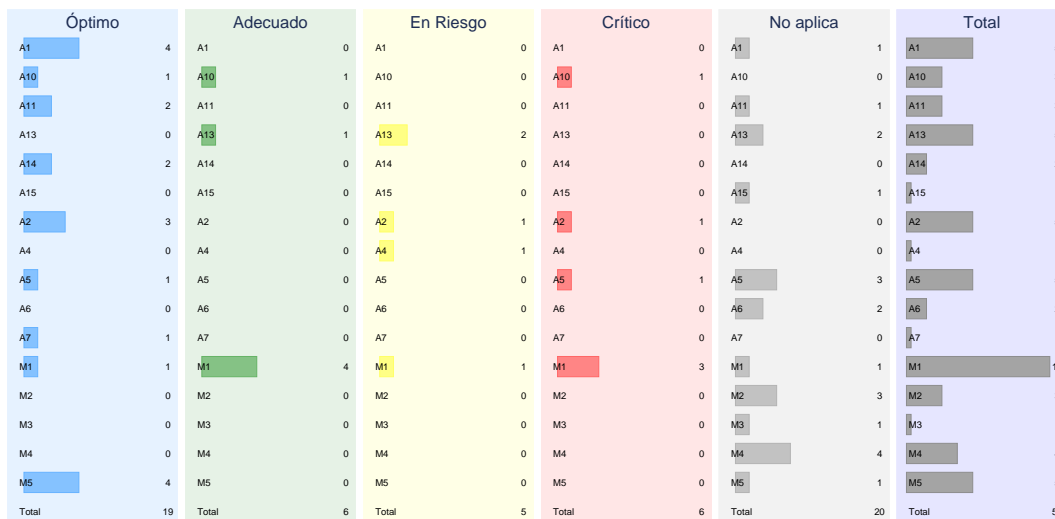 Óptimo Adecuado En Riesgo Crítico No aplica Total
A1 4 A1 0 A1 0 A1 0 A1 1 A1
A10 1 A10 1 A10 0 A10 1 A10 0 A10
A11 2 A11 0 A11 0 A11 0 A11 1 A11
A13 0 A13 1 A13 2 A13 0 A13 2 A13
A14 2 A14 0 A14 0 A14 0 A14 0 A14
A15 0 A15 0 A15 0 A15 0 A15 1 A15
A2 3 A2 0 A2 1 A2 1 A2 0 A2
A4 0 A4 0 A4 1 A4 0 A4 0 A4
A5 1 A5 0 A5 0 A5 1 A5 3 A5
A6 0 A6 0 A6 0 A6 0 A6 2 A6
A7 1 A7 0 A7 0 A7 0 A7 0 A7
M1 1 M1 4 M1 1 M1 3 M1 1 M1
M2 0 M2 0 M2 0 M2 0 M2 3 M2
M3 0 M3 0 M3 0 M3 0 M3 1 M3
M4 0 M4 0 M4 0 M4 0 M4 4 M4
M5 4 M5 0 M5 0 M5 0 M5 1 M5
Total 19 Total 6 Total 5 Total 6 Total 20 Total